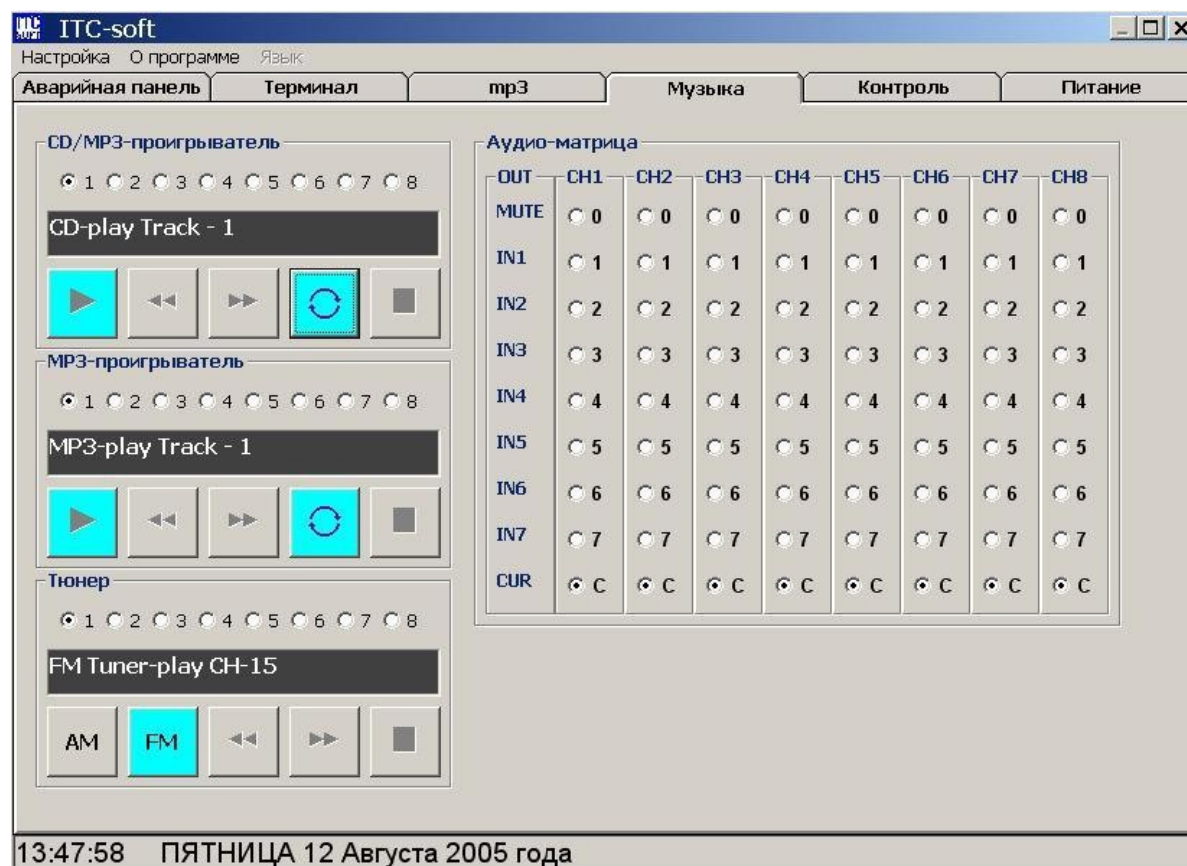 ITC-soft
Настройка О программе Язык
Аварийная панель Терминал mp3 Музыка Контроль Питание
CD/MP3-проигрыватель
1 2 3 4 5 6 7 8
CD-play Track - 1
MP3-проигрыватель
1 2 3 4 5 6 7 8
MP3-play Track - 1
Тюнер
1 2 3 4 5 6 7 8
FM Tuner-play CH-15
AM FM
Аудио-матрица
OUT CH1 CH2 CH3 CH4 CH5 CH6 CH7 CH8
MUTE 0 0 0 0 0 0 0 0
IN1 1 1 1 1 1 1 1 1
IN2 2 2 2 2 2 2 2 2
IN3 3 3 3 3 3 3 3 3
IN4 4 4 4 4 4 4 4 4
IN5 5 5 5 5 5 5 5 5
IN6 6 6 6 6 6 6 6 6
IN7 7 7 7 7 7 7 7 7
CUR C C C C C C C C
13:47:58 ПЯТНИЦА 12 Августа 2005 года